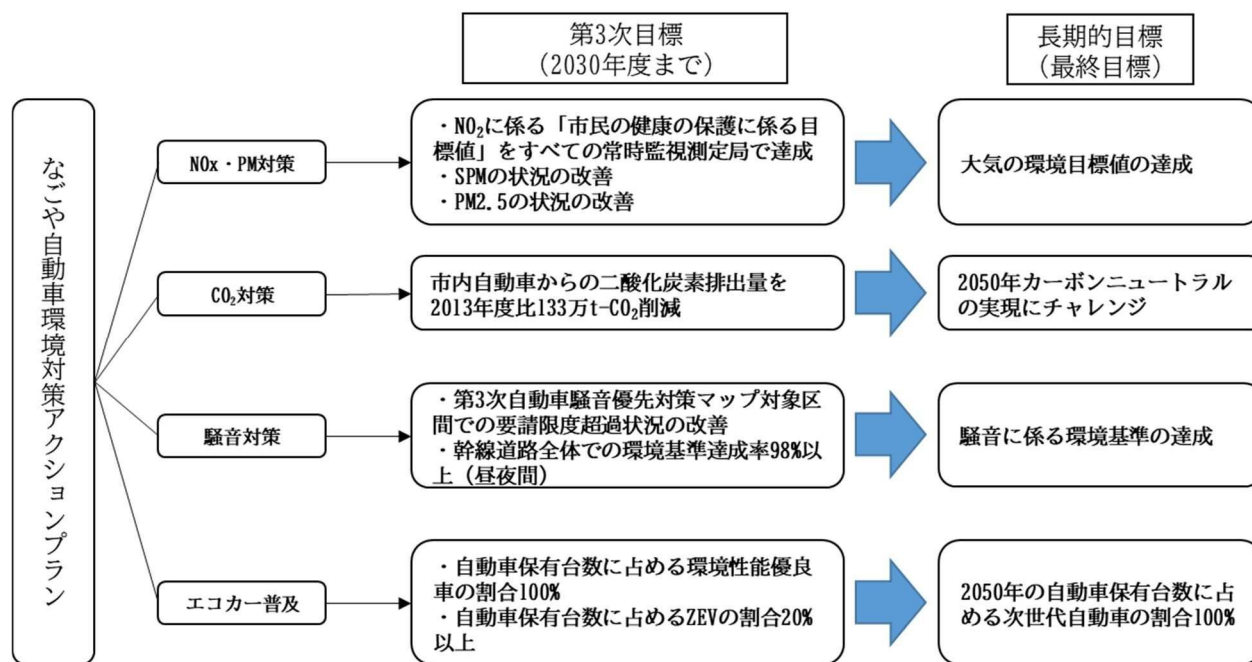 第3次目標
（2030年度まで）
長期的目標
（最終目標）
なごや自動車環境対策アクションプラン
NOx・PM対策
・NO₂に係る「市民の健康の保護に係る目
標値」をすべての常時監視測定局で達成
・SPMの状況の改善
・PM2.5の状況の改善
大気の環境目標値の達成
CO₂対策
市内自動車からの二酸化炭素排出量を
2013年度比133万t-CO₂削減
2050年カーボンニュートラル
の実現にチャレンジ
騒音対策
・第3次自動車騒音優先対策マップ対象区
間での要請限度超過状況の改善
・幹線道路全体での環境基準達成率98%以
上（昼夜間）
騒音に係る環境基準の達成
エコカー普及
・自動車保有台数に占める環境性能優良
車の割合100%
・自動車保有台数に占めるZEVの割合20%
以上
2050年の自動車保有台数に占
める次世代自動車の割合100%